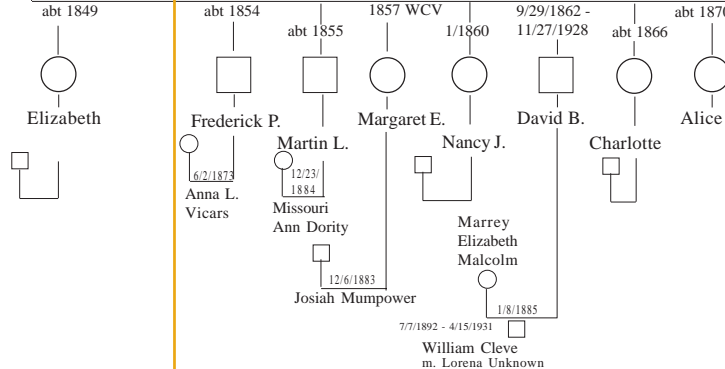 abt 1849
abt 1854
abt 1855
1857 WCV
1/1860
9/29/1862 -
11/27/1928
abt 1866
abt 1870
Elizabeth
Frederick P.
Martin L.
Margaret E.
Nancy J.
David B.
Charlotte
Alice
6/2/1873
Anna L.
Vicars
12/23/
1884
Missouri
Ann Dority
12/6/1883
Josiah Mumpower
Marrey
Elizabeth
Malcolm
1/8/1885
7/7/1892 - 4/15/1931
William Cleve
m. Lorena Unknown